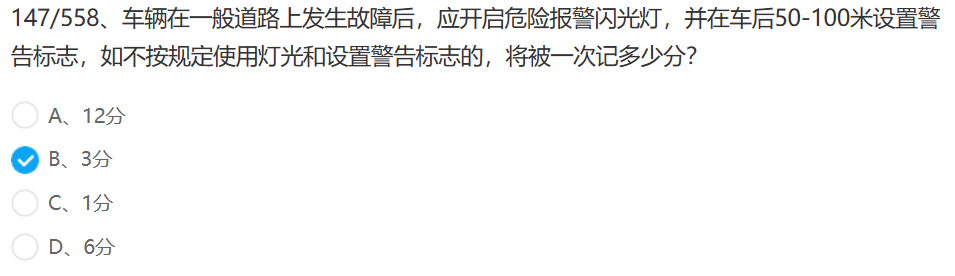 147/558、车辆在一般道路上发生故障后，应开启危险报警闪光灯，并在车后50-100米设置警
告标志，如不按规定使用灯光和设置警告标志的，将被一次记多少分？
A、12分
B、3分
C、1分
D、6分